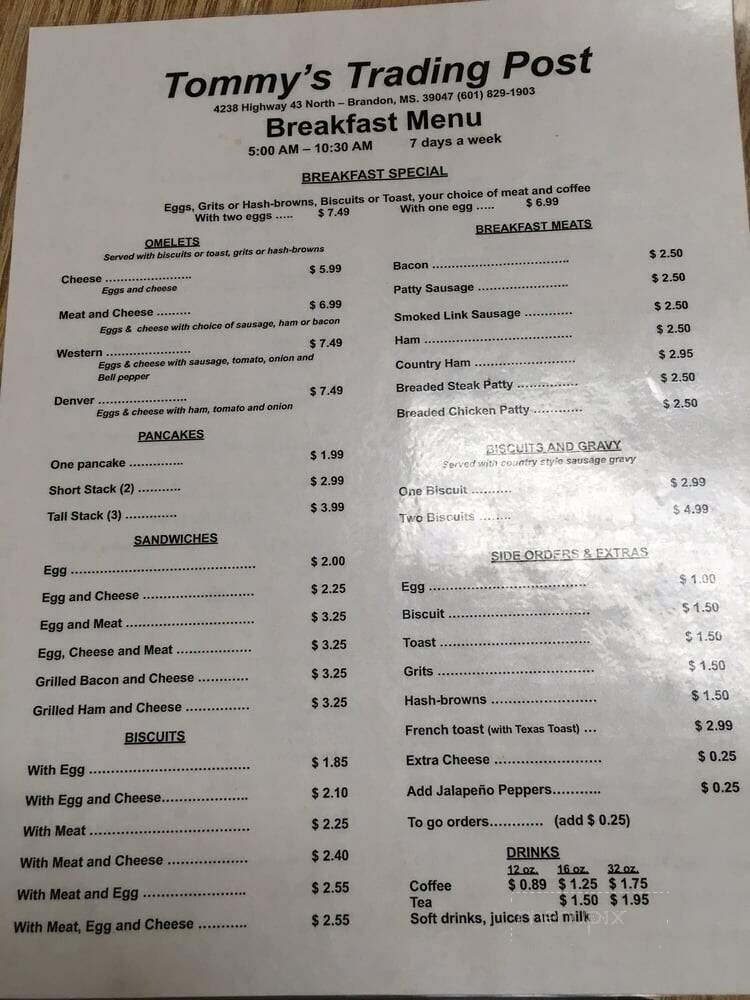 Tommy's Trading Post
4238 Highway 43 North – Brandon, MS. 39047 (601) 829-1903
Breakfast Menu
5:00 AM – 10:30 AM 7 days a week
BREAKFAST SPECIAL
Eggs, Grits or Hash-browns, Biscuits or Toast, your choice of meat and coffee
With two eggs ..... $ 7.49 With one egg ..... $ 6.99
OMELETS
Served with biscuits or toast, grits or hash-browns
Cheese ........................ $ 5.99
Eggs and cheese
Meat and Cheese ......... $ 6.99
Eggs & cheese with choice of sausage, ham or bacon
Western ....................... $ 7.49
Eggs & cheese with sausage, tomato, onion and
Bell pepper
Denver ........................ $ 7.49
Eggs & cheese with ham, tomato and onion
PANCAKES
One pancake .............. $ 1.99
Short Stack (2) ........... $ 2.99
Tall Stack (3) ............. $ 3.99
SANDWICHES
Egg ............................................... $ 2.00
Egg and Cheese ............................ $ 2.25
Egg and Meat ................................ $ 3.25
Egg, Cheese and Meat ................... $ 3.25
Grilled Bacon and Cheese ............. $ 3.25
Grilled Ham and Cheese ................ $ 3.25
BISCUITS
With Egg ....................................... $ 1.85
With Egg and Cheese..................... $ 2.10
With Meat ....................................... $ 2.25
With Meat and Cheese ................... $ 2.40
With Meat and Egg ......................... $ 2.55
With Meat, Egg and Cheese ............ $ 2.55
BREAKFAST MEATS
Bacon ..................................... $ 2.50
Patty Sausage ........................ $ 2.50
Smoked Link Sausage ............. $ 2.50
Ham ........................................ $ 2.50
Country Ham ........................... $ 2.95
Breaded Steak Patty ................ $ 2.50
Breaded Chicken Patty ............. $ 2.50
BISCUITS AND GRAVY
Served with country style sausage gravy
One Biscuit .......... $ 2.99
Two Biscuits ........ $ 4.99
SIDE ORDERS & EXTRAS
Egg ....................................... $ 1.00
Biscuit ................................... $ 1.50
Toast ..................................... $ 1.50
Grits ...................................... $ 1.50
Hash-browns .......................... $ 1.50
French toast (with Texas Toast) ... $ 2.99
Extra Cheese .......................... $ 0.25
Add Jalapeño Peppers............ $ 0.25
To go orders............ (add $ 0.25)
DRINKS
12 oz. 16 oz. 32 oz.
Coffee $ 0.89 $ 1.25 $ 1.75
Tea $ 1.50 $ 1.95
Soft drinks, juices and milk